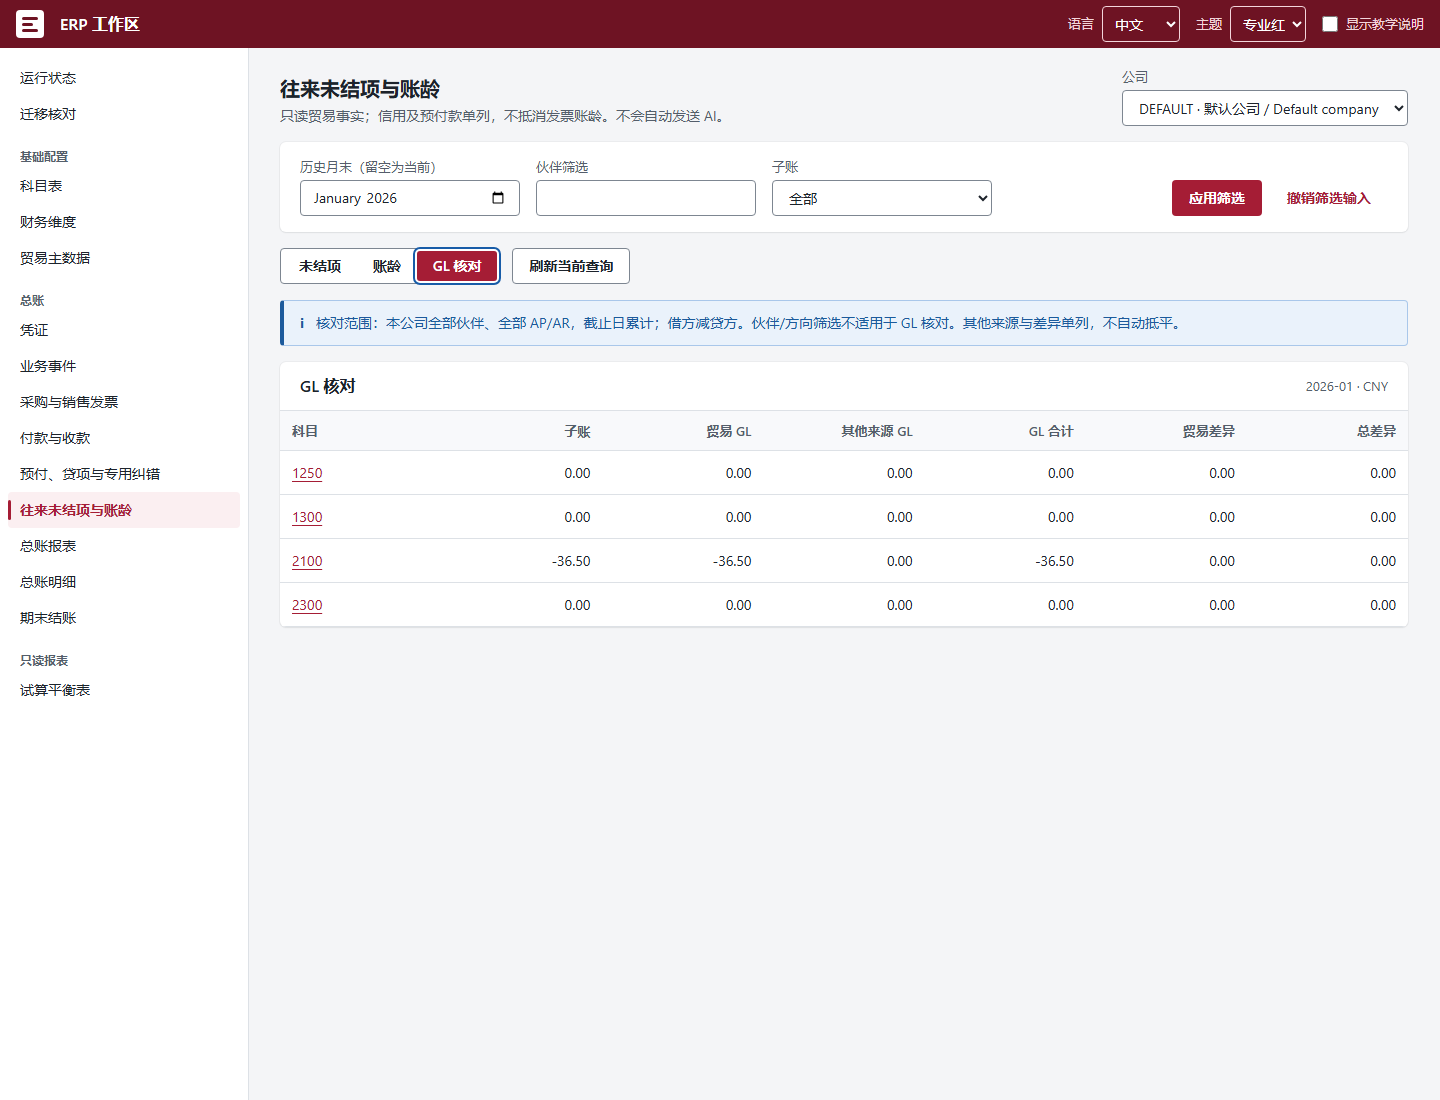 ERP 工作区
语言 中文 主题 专业红 显示教学说明
运行状态
迁移核对
基础配置
科目表
财务维度
贸易主数据
总账
凭证
业务事件
采购与销售发票
付款与收款
预付、贷项与专用纠错
往来未结项与账龄
总账报表
总账明细
期末结账
只读报表
试算平衡表
往来未结项与账龄
只读贸易事实；信用及预付款单列，不抵消发票账龄。不会自动发送 AI。
公司
DEFAULT · 默认公司 / Default company
历史月末（留空为当前） 伙伴筛选 子账
January 2026 全部 应用筛选 撤销筛选输入
未结项 账龄 GL 核对 刷新当前查询
i 核对范围：本公司全部伙伴、全部 AP/AR，截止日累计；借方减贷方。伙伴/方向筛选不适用于 GL 核对。其他来源与差异单列，不自动抵平。
GL 核对 2026-01 · CNY
科目 子账 贸易 GL 其他来源 GL GL 合计 贸易差异 总差异
1250 0.00 0.00 0.00 0.00 0.00 0.00
1300 0.00 0.00 0.00 0.00 0.00 0.00
2100 -36.50 -36.50 0.00 -36.50 0.00 0.00
2300 0.00 0.00 0.00 0.00 0.00 0.00